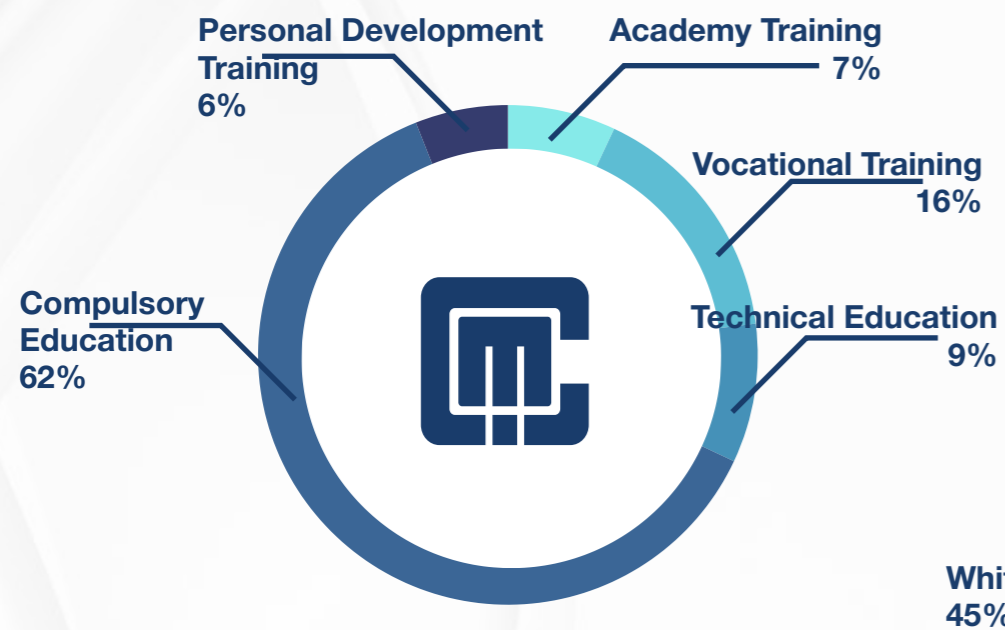 Personal Development
Training
6%
Academy Training
7%
Vocational Training
16%
Technical Education
9%
Compulsory
Education
62%
45%